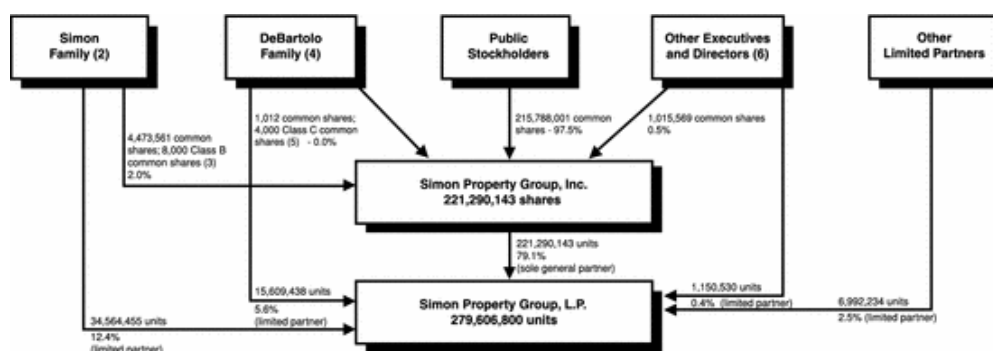 Simon
Family (2)
DeBartolo
Family (4)
Public
Stockholders
Other Executives
and Directors (6)
Other
Limited Partners
4,473,561 common
shares; 8,000 Class B
common shares (3)
2.0%
1,012 common shares;
4,000 Class C common
shares (5) - 0.0%
215,788,001 common
shares - 97.5%
1,015,569 common shares
0.5%
Simon Property Group, Inc.
221,290,143 shares
221,290,143 units
79.1%
(sole general partner)
34,564,455 units
12.4%
(limited partner)
15,609,438 units
5.6%
(limited partner)
Simon Property Group, L.P.
279,606,800 units
1,150,530 units
0.4% (limited partner)
6,992,234 units
2.5% (limited partner)